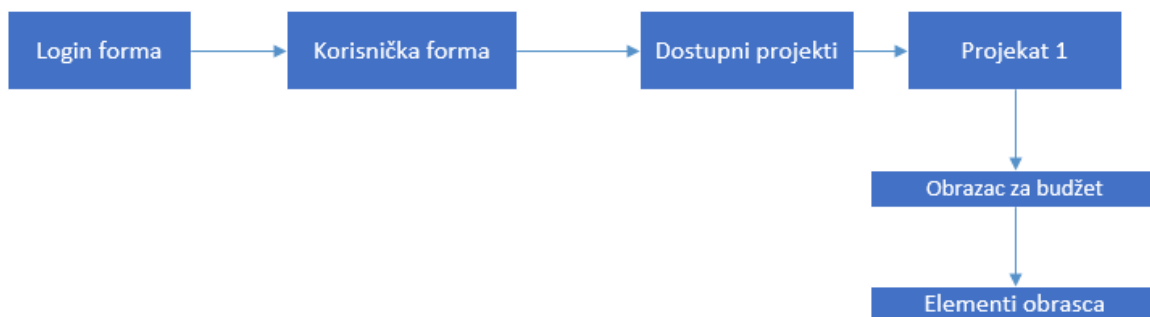 Login forma
Korisnička forma
Dostupni projekti
Projekat 1
Obrazac za budžet
Elementi obrasca